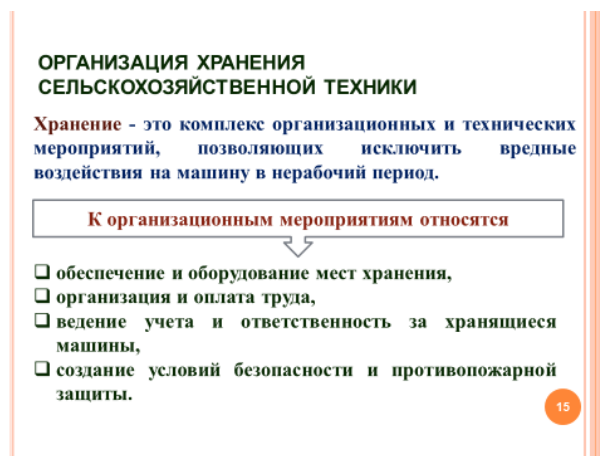 ОРГАНИЗАЦИЯ ХРАНЕНИЯ
СЕЛЬСКОХОЗЯЙСТВЕННОЙ ТЕХНИКИ
Хранение - это комплекс организационных и технических
мероприятий, позволяющих исключить вредные
воздействия на машину в нерабочий период.
К организационным мероприятиям относятся
обеспечение и оборудование мест хранения,
организация и оплата труда,
ведение учета и ответственность за хранящиеся
машины,
создание условий безопасности и противопожарной
защиты.
15